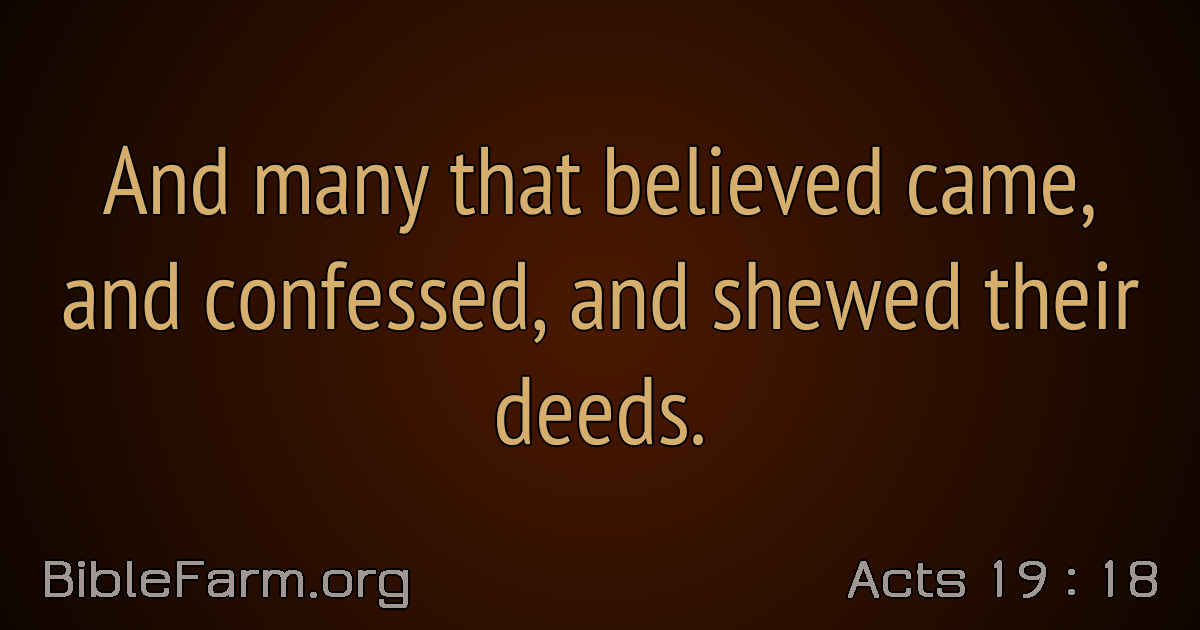 And many that believed came,
and confessed, and shewed their
deeds.
BibleFarm.org
Acts 19 : 18